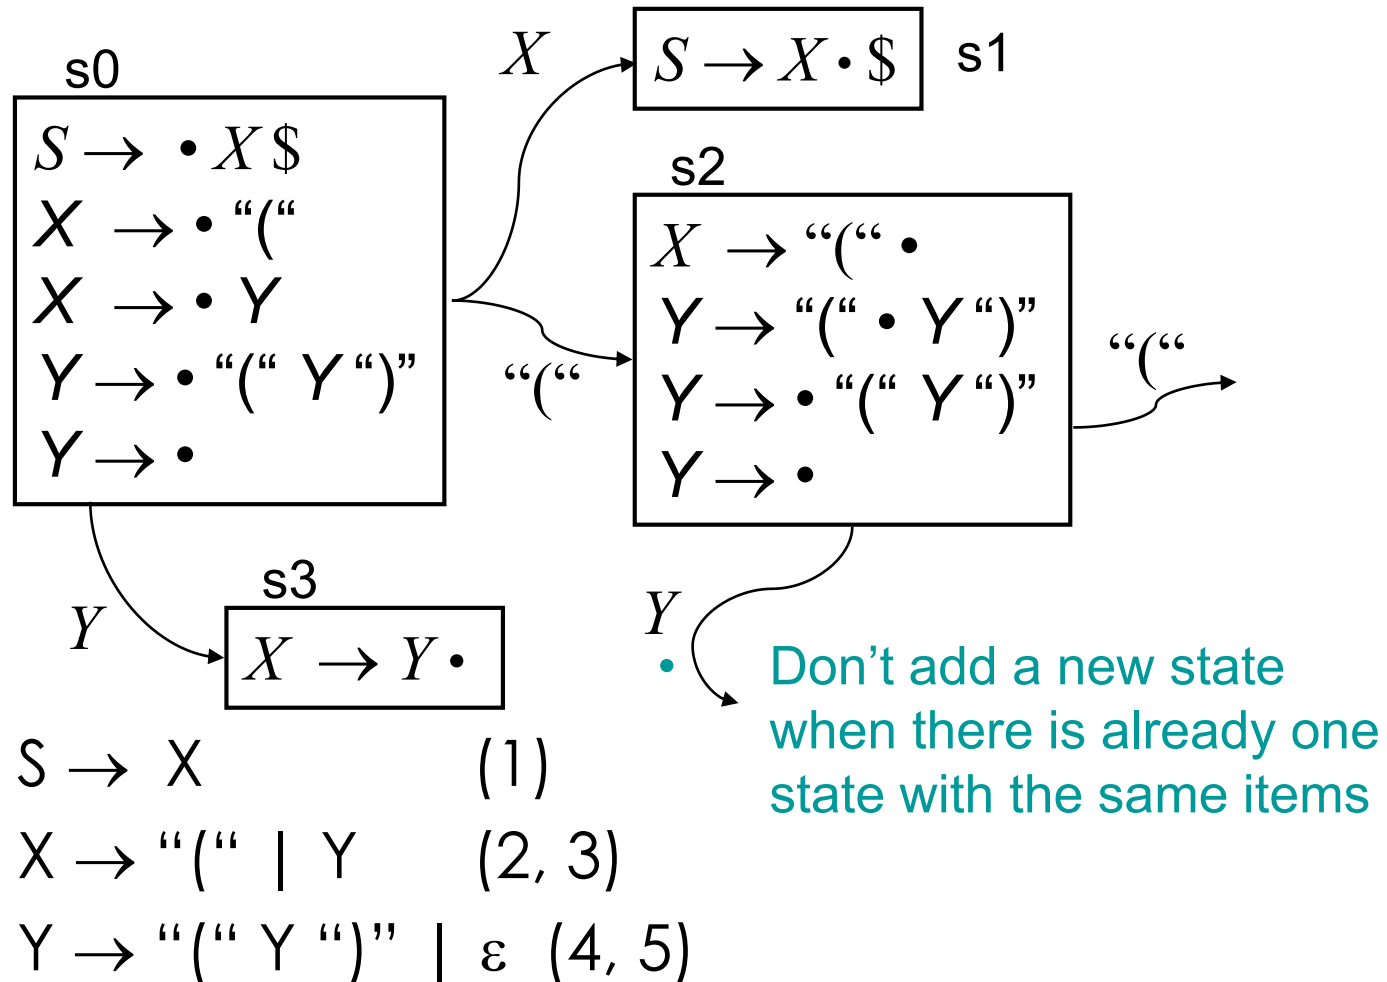 s0
S → • X $
X → • “(“
X → • Y
Y → • “(“ Y “)”
Y → •
X
S → X • $
s1
“(“
s2
X → “(“ •
Y → “(“ • Y “)”
Y → • “(“ Y “)”
Y → •
“(“
Y
s3
X → Y •
Y
• Don’t add a new state
when there is already one
state with the same items
S → X (1)
X → “(“ | Y (2, 3)
Y → “(“ Y “)” | ε (4, 5)